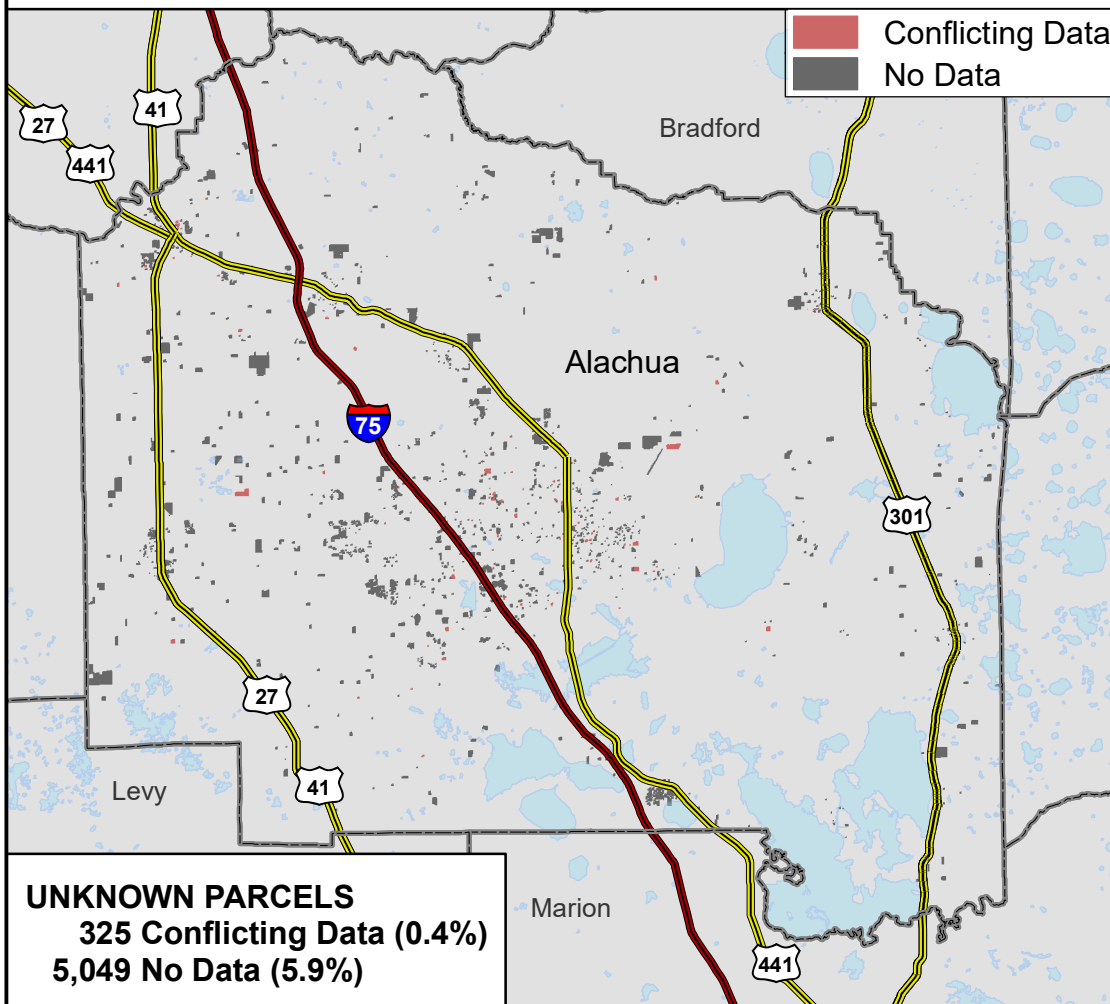 Conflicting Data
No Data
41
27
441
Bradford
Alachua
75
301
27
Levy
41
Marion
441
UNKNOWN PARCELS
325 Conflicting Data (0.4%)
5,049 No Data (5.9%)